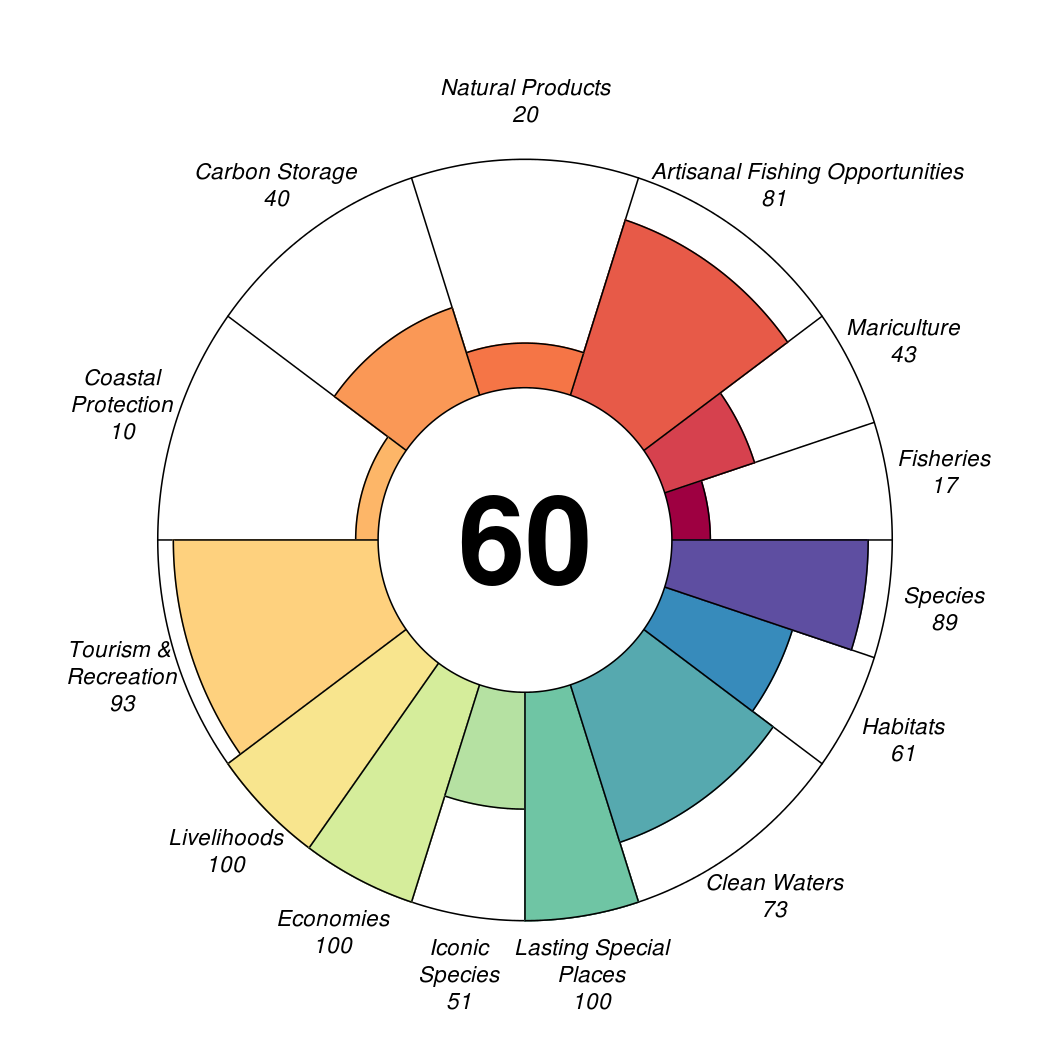 Natural Products
20
Carbon Storage
40
Artisanal Fishing Opportunities
81
Mariculture
43
Coastal
Protection
10
Fisheries
17
60
Species
89
Tourism &
Recreation
93
Habitats
61
Livelihoods
100
Clean Waters
73
Economies
100
Iconic
Species
51
Lasting Special
Places
100